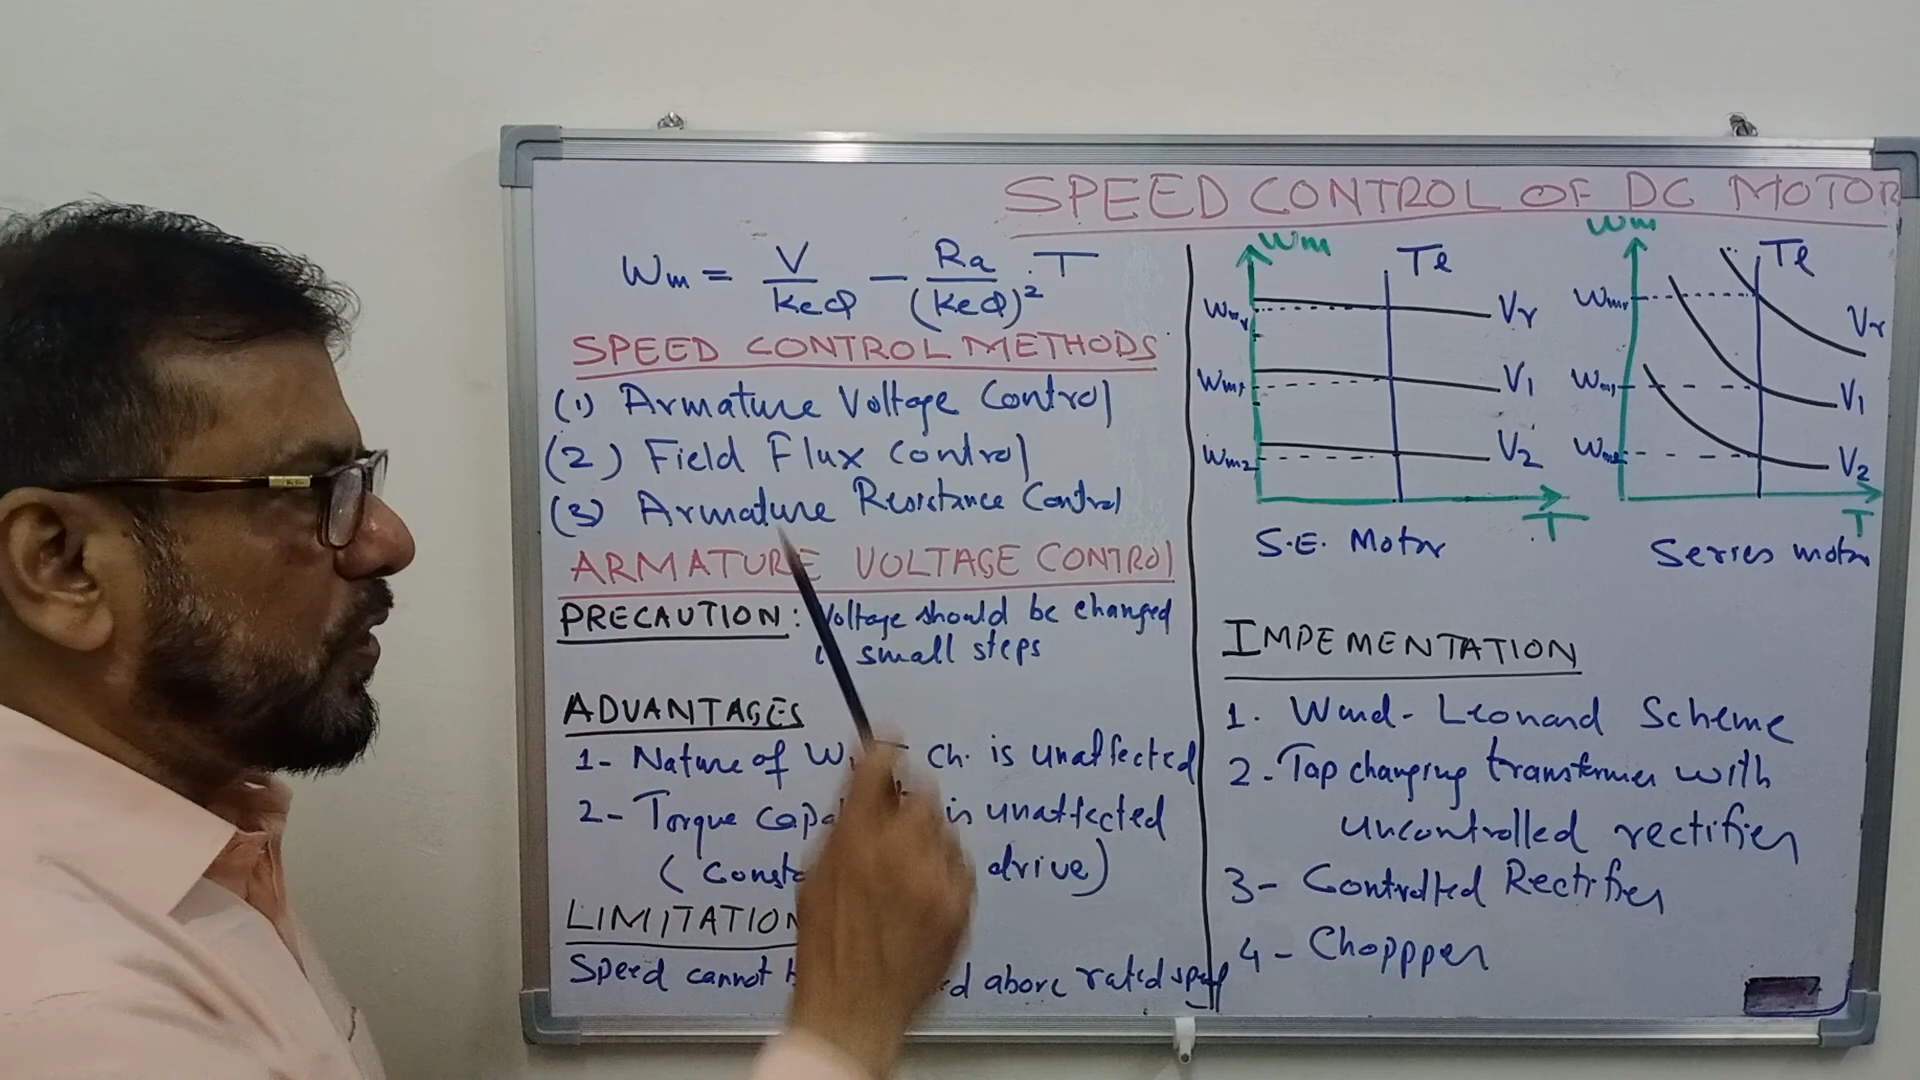 SPEED CONTROL OF DC MOTOR
Wm = V/KeΦ - Ra/(KeΦ)² . T
SPEED CONTROL METHODS
(1) Armature Voltage Control
(2) Field Flux Control
(3) Armature Resistance Control
ARMATURE VOLTAGE CONTROL
PRECAUTION : Voltage should be changed
small steps
ADVANTAGES
1- Nature of Ch. is unaffected
2- Torque is unaffected
( drive)
LIMITATION
Speed cannot above rated speed
Wm
Tl
Wmr
Vr
Wm1
V1
Wm2
V2
T
S.E. Motor
Wm
Tl
Wmr
Vr
Wm1
V1
Wm2
V2
T
Series motor
IMPEMENTATION
1. Ward-Leonard Scheme
2. Tap changing transformer with
uncontrolled rectifier
3- Controlled Rectifier
4- Choppper